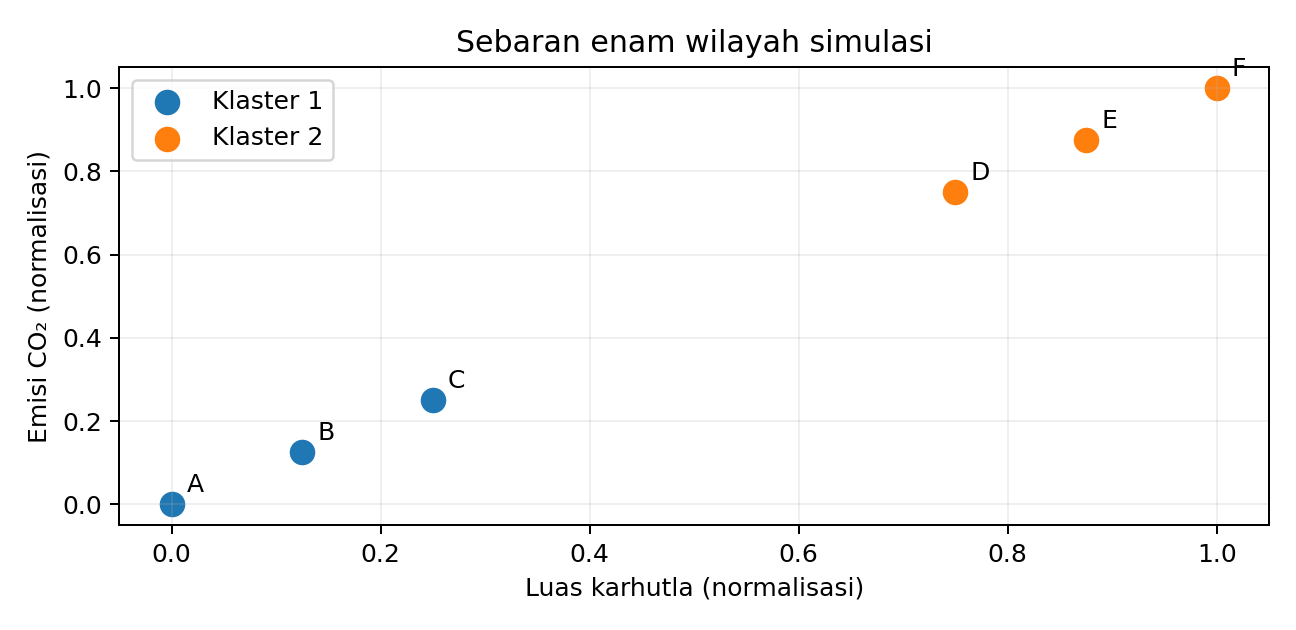 Sebaran enam wilayah simulasi
Klaster 1
Klaster 2
Emisi CO₂ (normalisasi)
1.0
0.8
0.6
0.4
0.2
0.0
F
E
D
C
B
A
0.0 0.2 0.4 0.6 0.8 1.0
Luas karhutla (normalisasi)